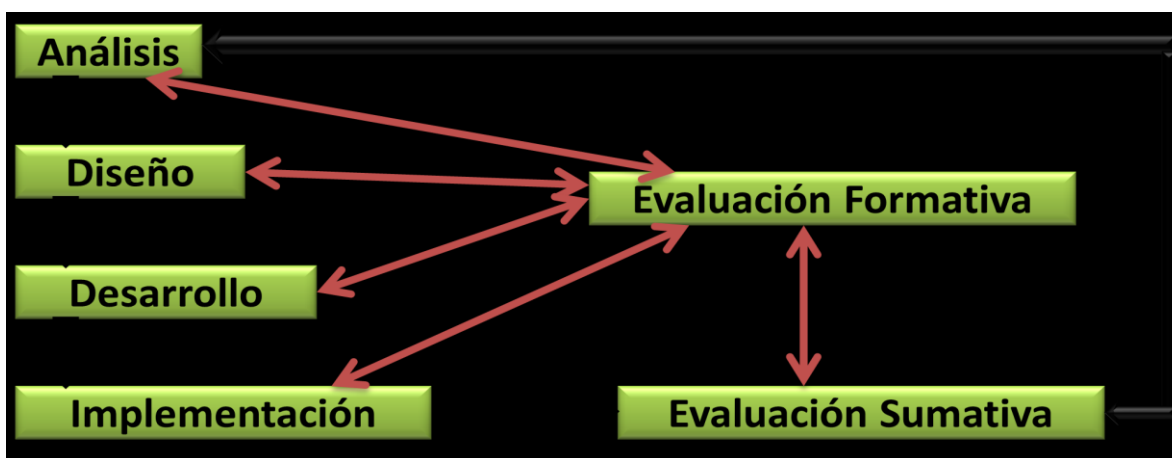 Análisis
Diseño
Evaluación Formativa
Desarrollo
Implementación
Evaluación Sumativa